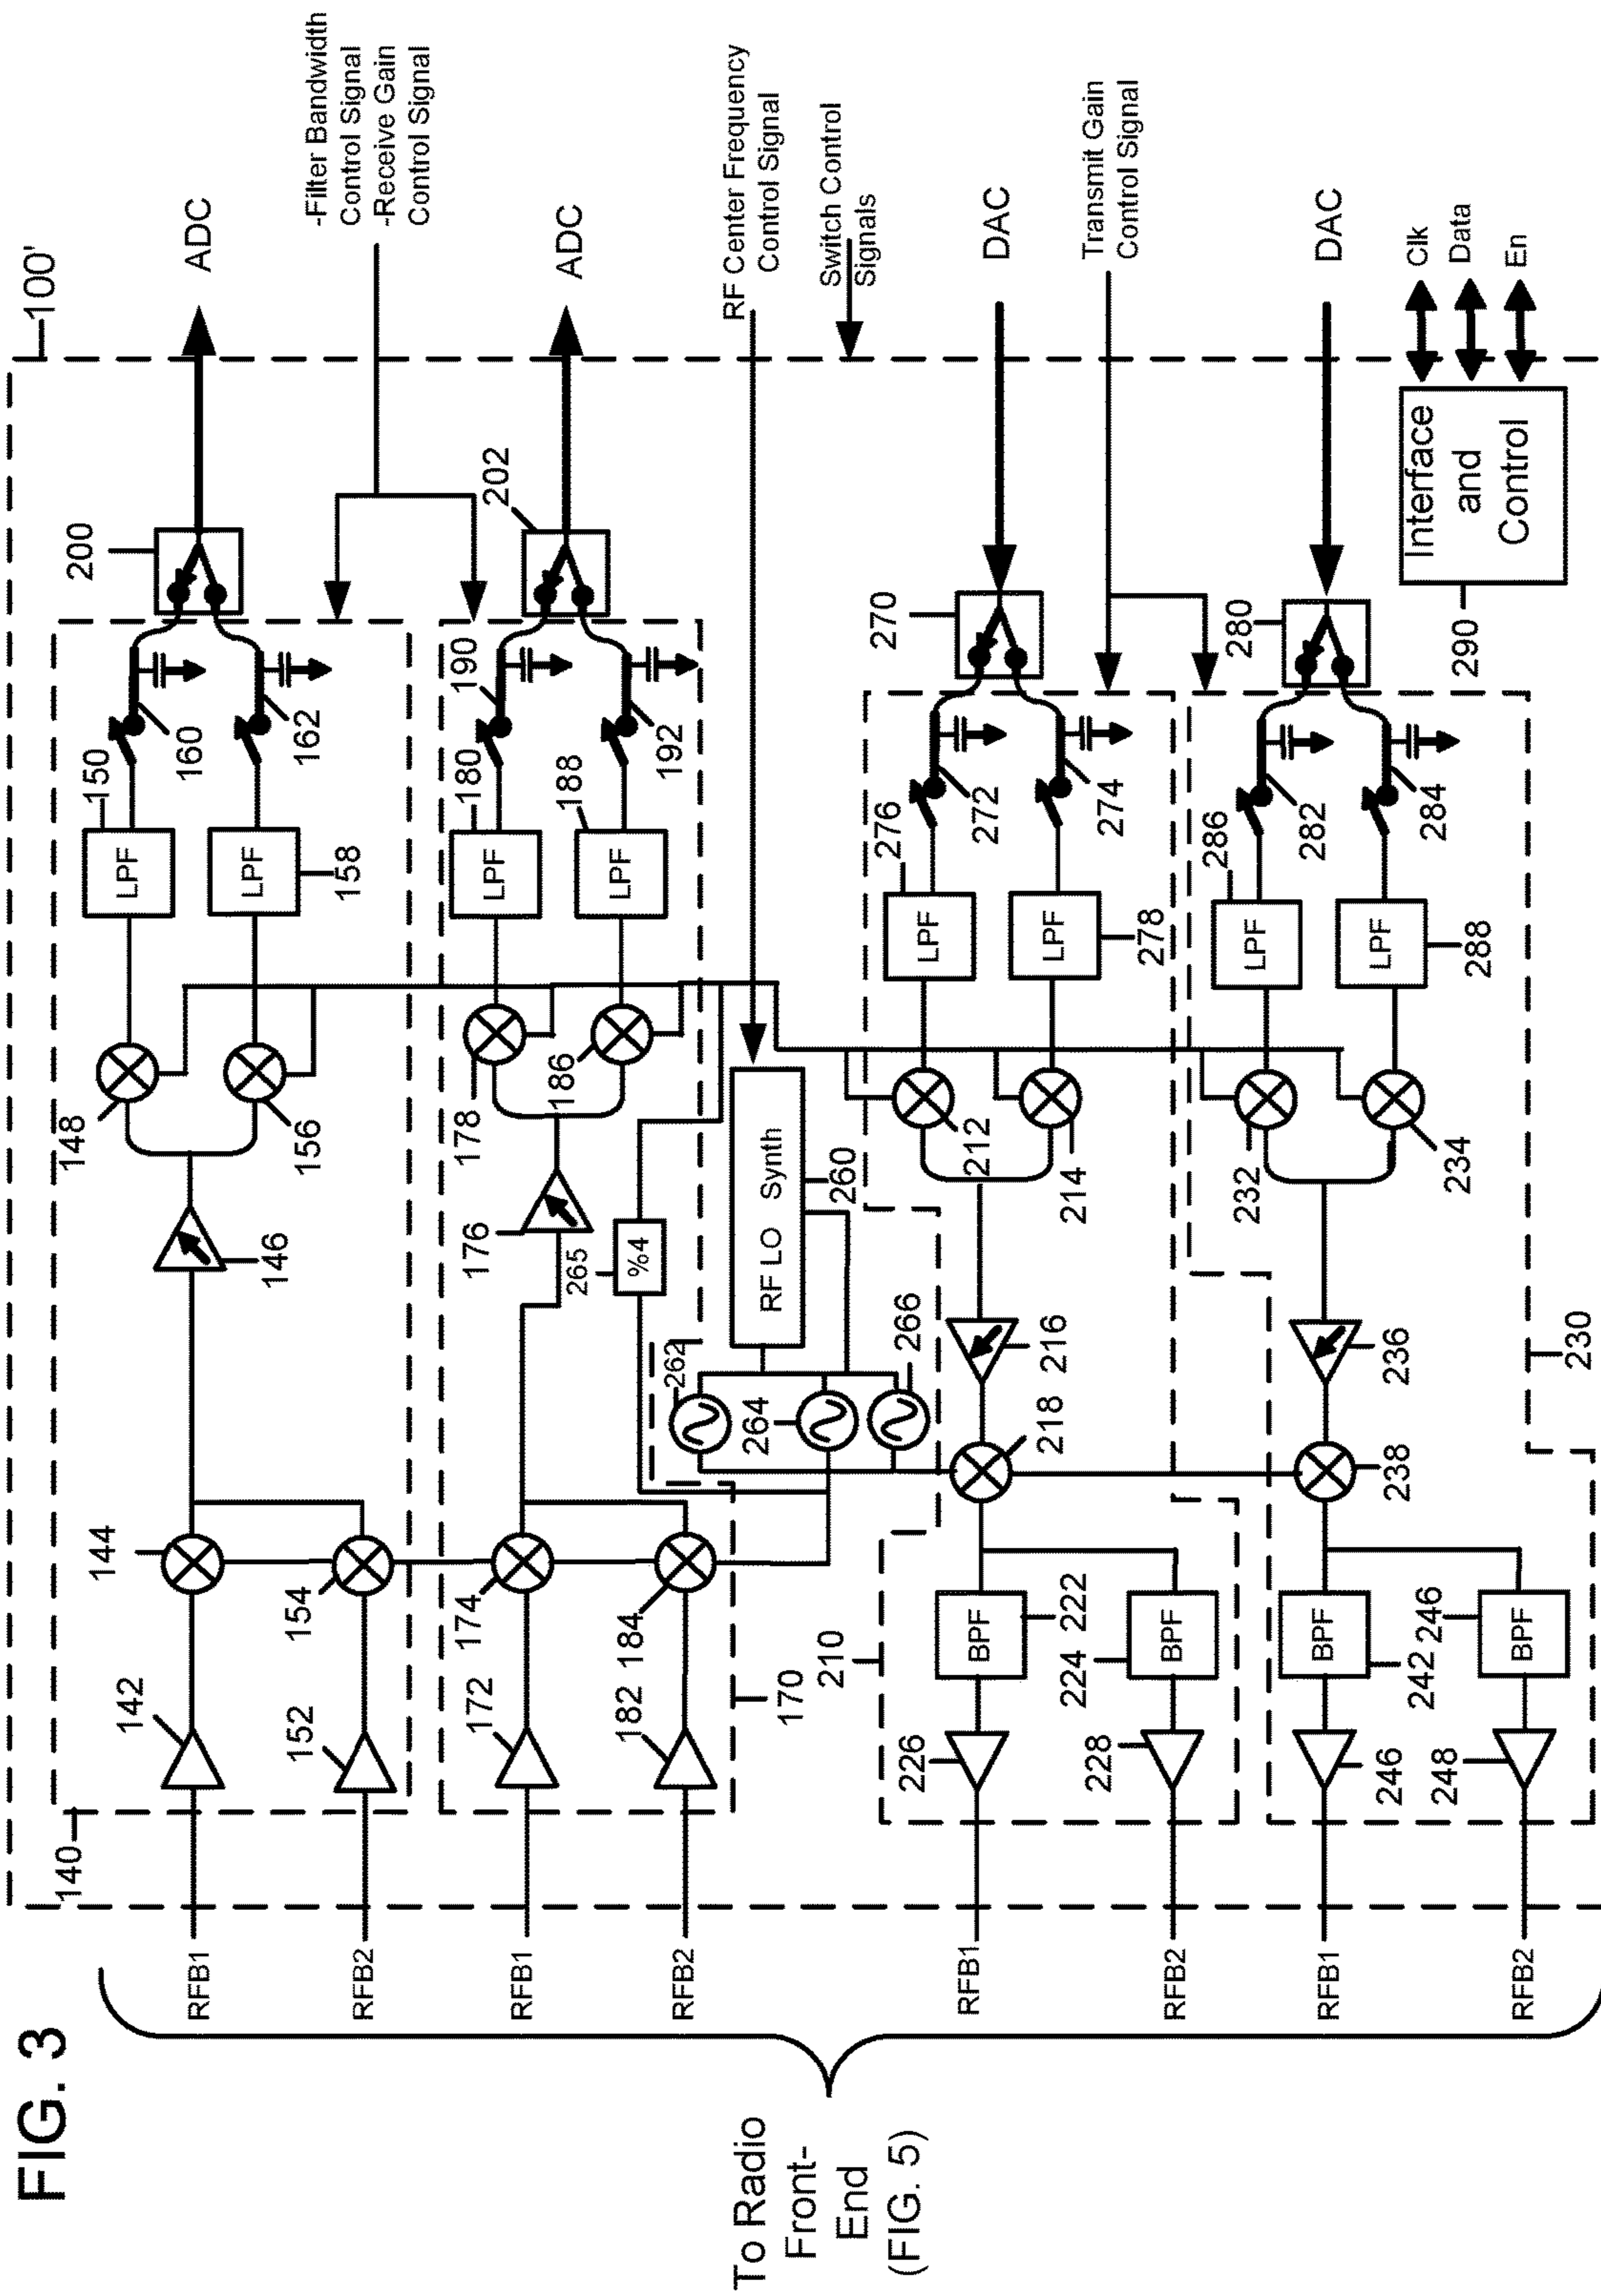 FIG. 3
100'
140
RFB1
142
144
146
148
150
LPF
160
200
ADC
RFB2
152
154
156
LPF
158
162
-Filter Bandwidth
Control Signal
-Receive Gain
Control Signal
RFB1
172
174
176
178
180
LPF
190
202
ADC
RFB2
182
184
186
188
LPF
192
170
265
%4
262
264
266
RF LO Synth
260
RF Center Frequency
Control Signal
Switch Control
Signals
To Radio
Front-
End
(FIG. 5)
210
RFB1
226
BPF
222
218
216
212
LPF
276
272
270
DAC
RFB2
228
BPF
224
214
LPF
278
274
Transmit Gain
Control Signal
RFB1
246
BPF
242
238
236
232
LPF
286
282
280
DAC
RFB2
248
BPF
246
234
LPF
288
284
230
290
Interface
and
Control
Clk
Data
En